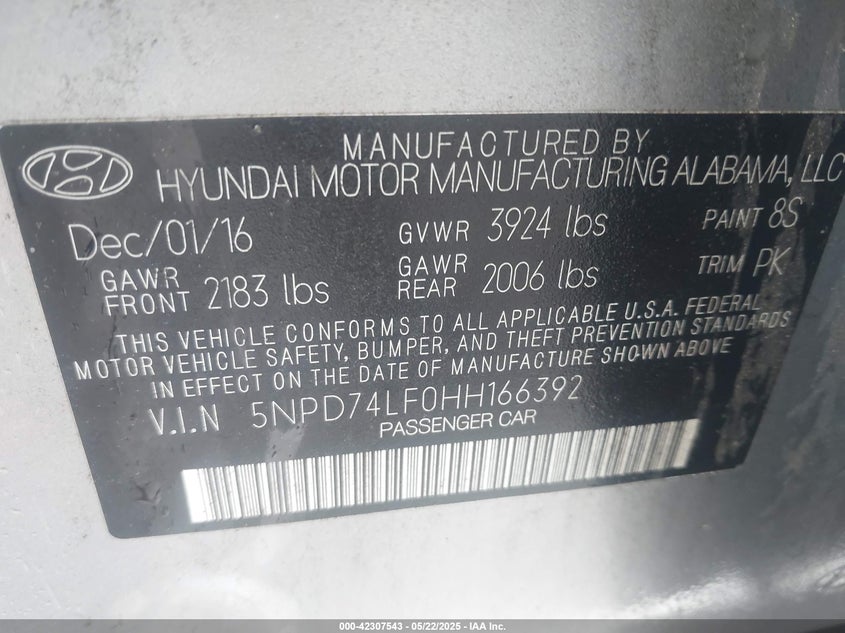 MANUFACTURED BY
HYUNDAI MOTOR MANUFACTURING ALABAMA, LLC
Dec/01/16 GVWR 3924 lbs PAINT 8S
GAWR FRONT 2183 lbs GAWR REAR 2006 lbs TRIM PK
THIS VEHICLE CONFORMS TO ALL APPLICABLE U.S.A. FEDERAL
MOTOR VEHICLE SAFETY, BUMPER, AND THEFT PREVENTION STANDARDS
IN EFFECT ON THE DATE OF MANUFACTURE SHOWN ABOVE
V.I.N 5NPD74LF0HH166392
PASSENGER CAR
000-42307543 - 05/22/2025 - IAA Inc.